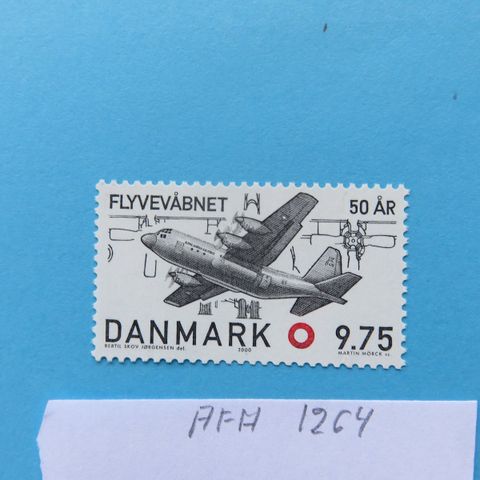 FLYVEVÅBNET 50 ÅR
DANMARK 9.75
BERTIL SKOV JØRGENSEN del. 2000 MARTIN MÖRCK sc.
AFA 1264